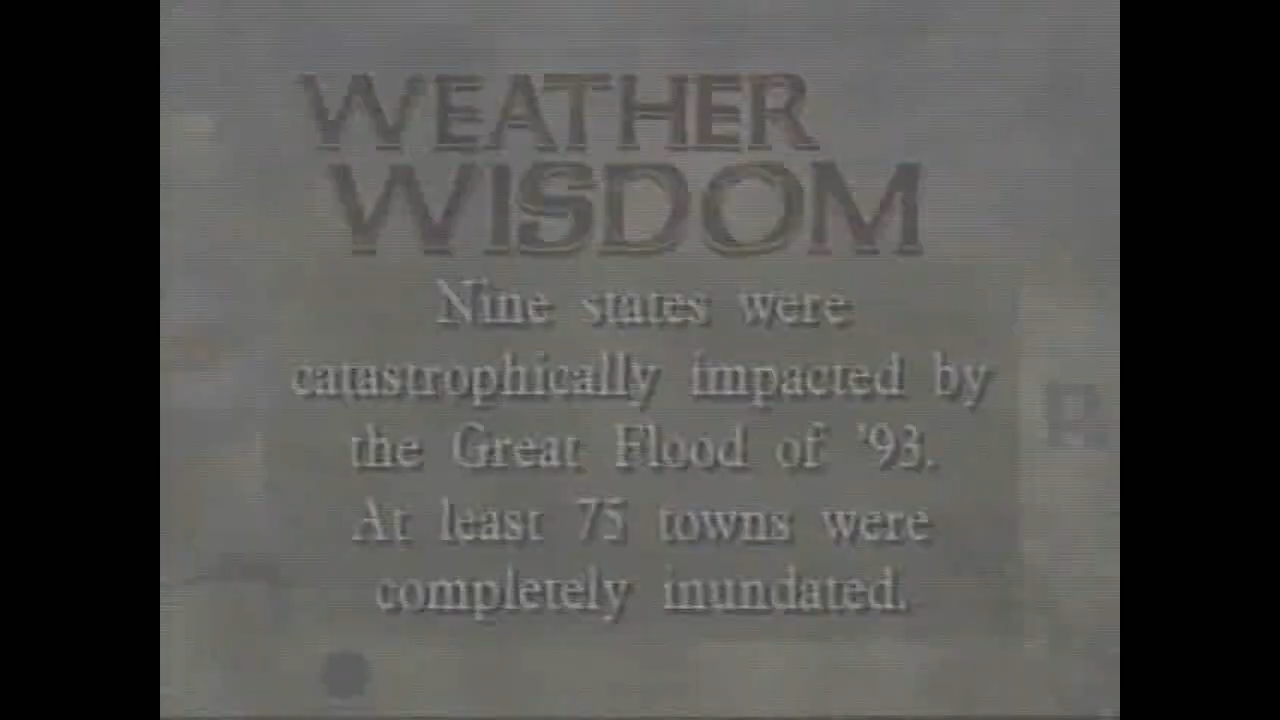 WEATHER
WISDOM
Nine states were
catastrophically impacted by
the Great Flood of '93.
At least 75 towns were
completely inundated.